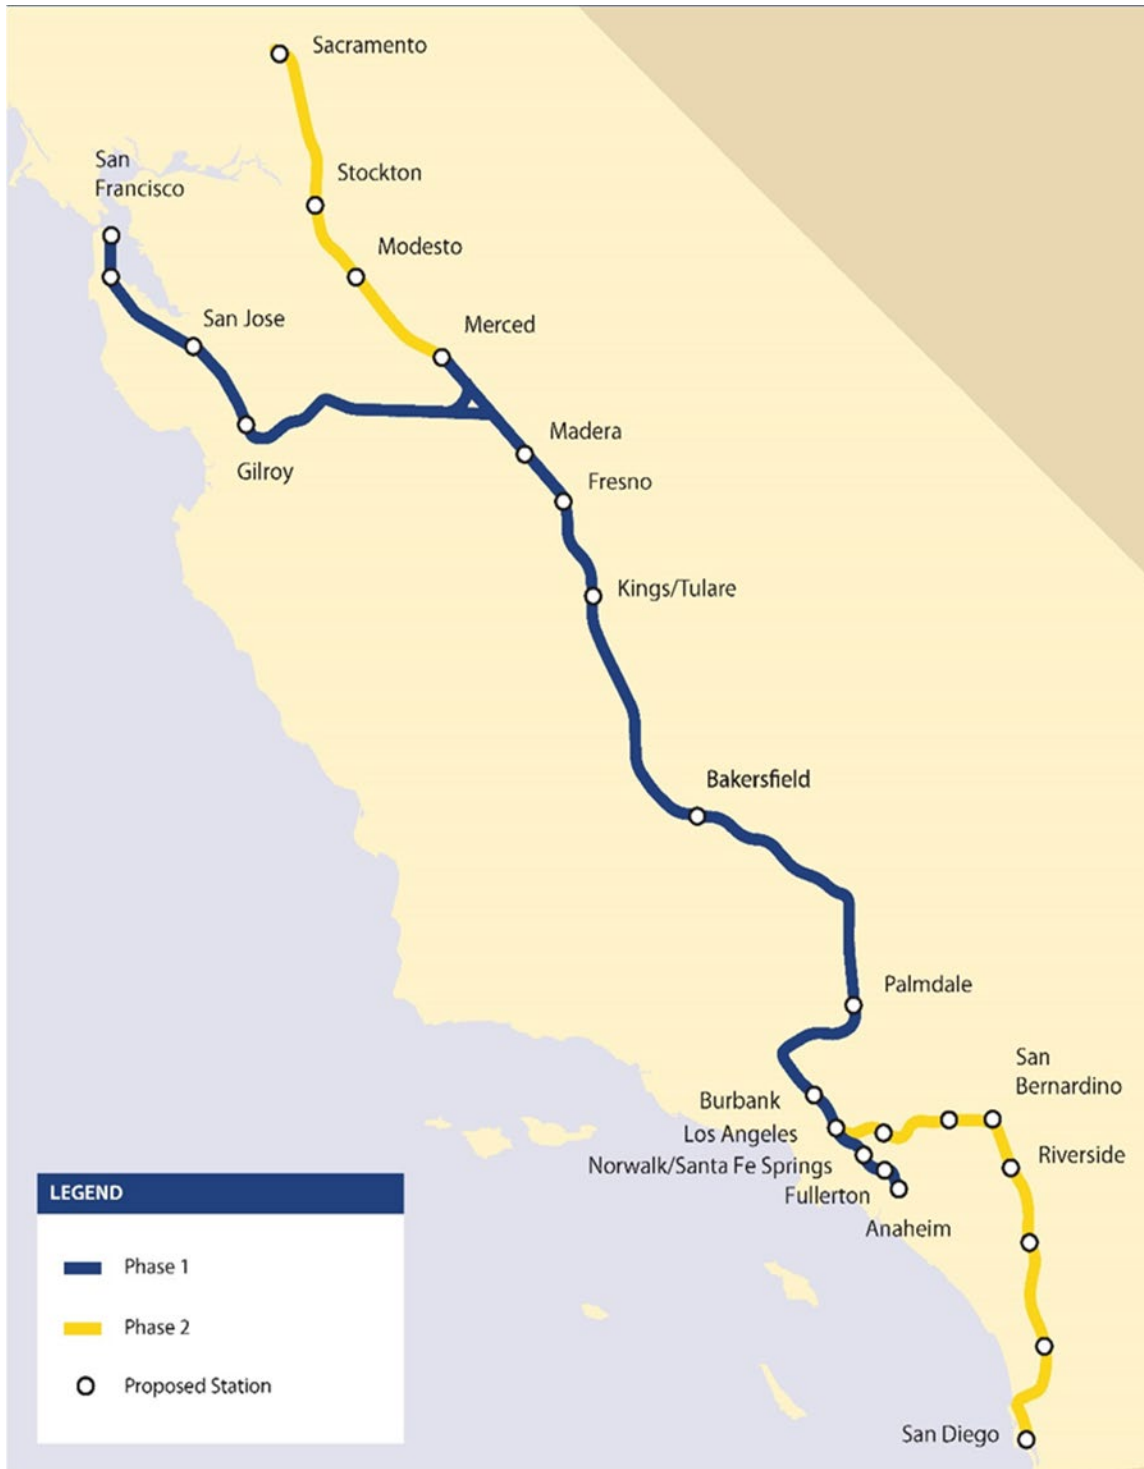 Sacramento
San
Francisco
Stockton
Modesto
San Jose
Merced
Gilroy
Madera
Fresno
Kings/Tulare
Bakersfield
Palmdale
San
Bernardino
Burbank
Los Angeles
Norwalk/Santa Fe Springs
Riverside
Fullerton
Anaheim
San Diego
LEGEND
Phase 1
Phase 2
Proposed Station